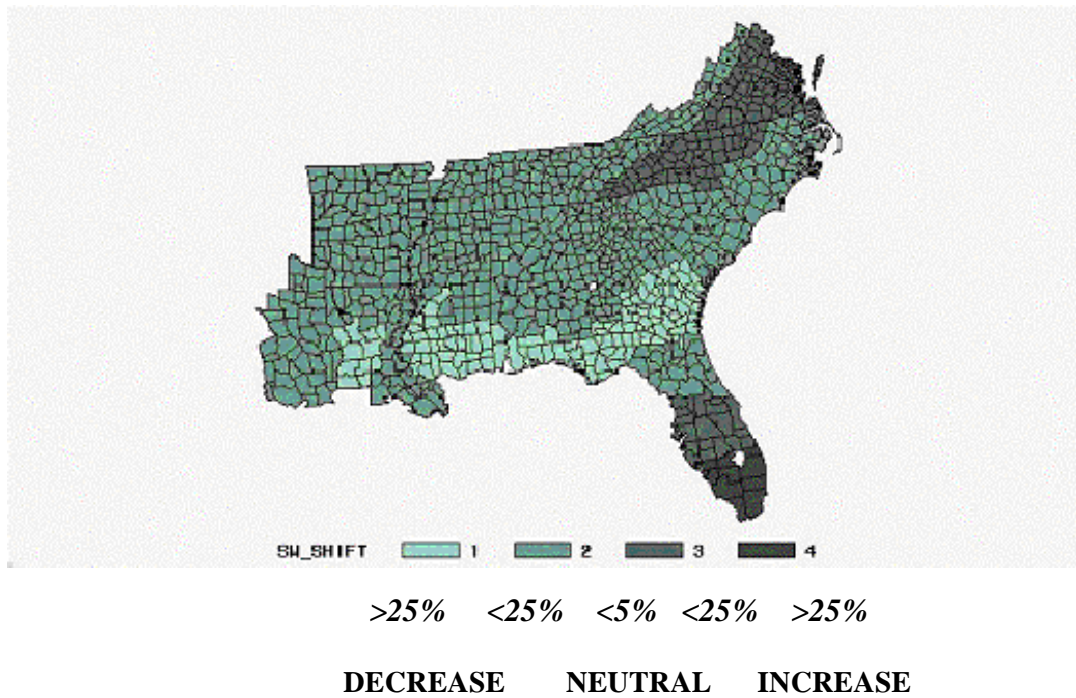 SW_SHIFT 1 2 3 4
>25% <25% <5% <25% >25%
DECREASE NEUTRAL INCREASE